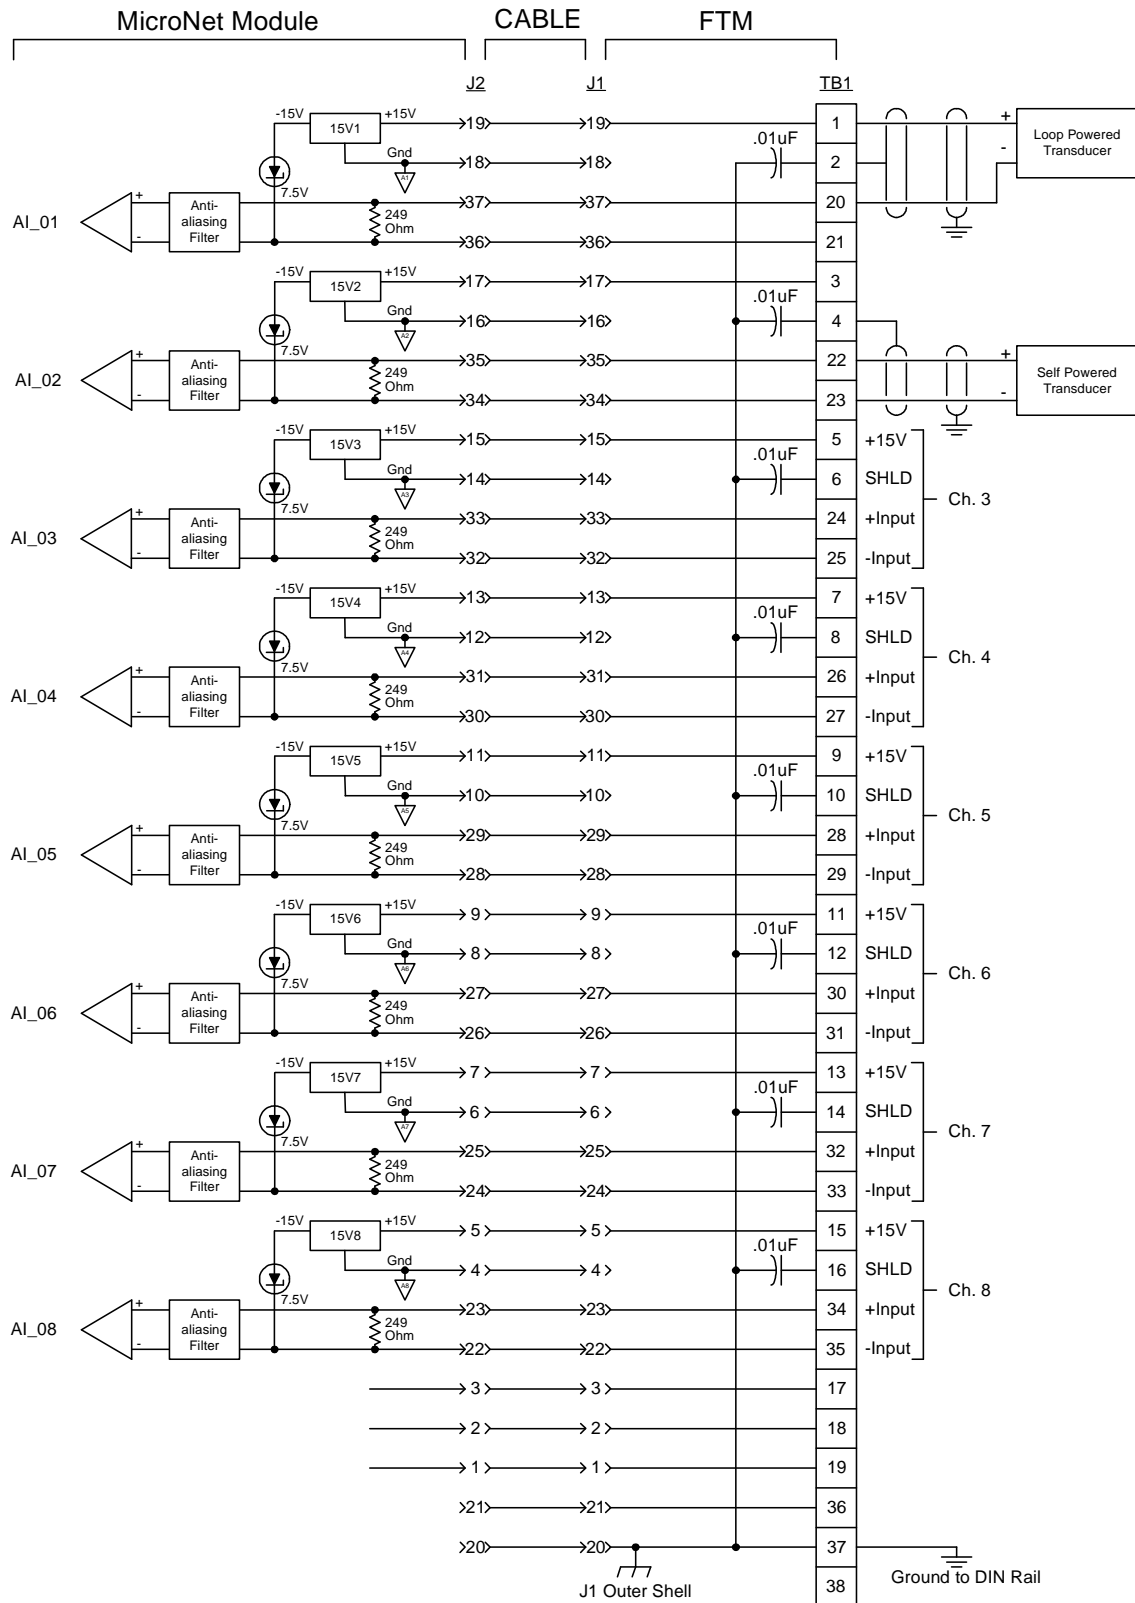 MicroNet Module CABLE FTM
J2 J1 TB1
-15V 15V1 +15V 19 19 1 + Loop Powered Transducer
.01uF
Gnd 18 18 2 -
A1
7.5V
AI_01 + Anti-aliasing Filter 249 Ohm 37 37 20
- 36 36 21
-15V 15V2 +15V 17 17 3
.01uF
Gnd 16 16 4
A2
7.5V
AI_02 + Anti-aliasing Filter 249 Ohm 35 35 22 + Self Powered Transducer
- 34 34 23 -
-15V 15V3 +15V 15 15 5 +15V
.01uF
Gnd 14 14 6 SHLD
A3
7.5V Ch. 3
AI_03 + Anti-aliasing Filter 249 Ohm 33 33 24 +Input
- 32 32 25 -Input
-15V 15V4 +15V 13 13 7 +15V
.01uF
Gnd 12 12 8 SHLD
A4
7.5V Ch. 4
AI_04 + Anti-aliasing Filter 249 Ohm 31 31 26 +Input
- 30 30 27 -Input
-15V 15V5 +15V 11 11 9 +15V
.01uF
Gnd 10 10 10 SHLD
A5
7.5V Ch. 5
AI_05 + Anti-aliasing Filter 249 Ohm 29 29 28 +Input
- 28 28 29 -Input
-15V 15V6 +15V 9 9 11 +15V
.01uF
Gnd 8 8 12 SHLD
A6
7.5V Ch. 6
AI_06 + Anti-aliasing Filter 249 Ohm 27 27 30 +Input
- 26 26 31 -Input
-15V 15V7 +15V 7 7 13 +15V
.01uF
Gnd 6 6 14 SHLD
A7
7.5V Ch. 7
AI_07 + Anti-aliasing Filter 249 Ohm 25 25 32 +Input
- 24 24 33 -Input
-15V 15V8 +15V 5 5 15 +15V
.01uF
Gnd 4 4 16 SHLD
A8
7.5V Ch. 8
AI_08 + Anti-aliasing Filter 249 Ohm 23 23 34 +Input
- 22 22 35 -Input
3 3 17
2 2 18
1 1 19
21 21 36
20 20 37
J1 Outer Shell 38 Ground to DIN Rail